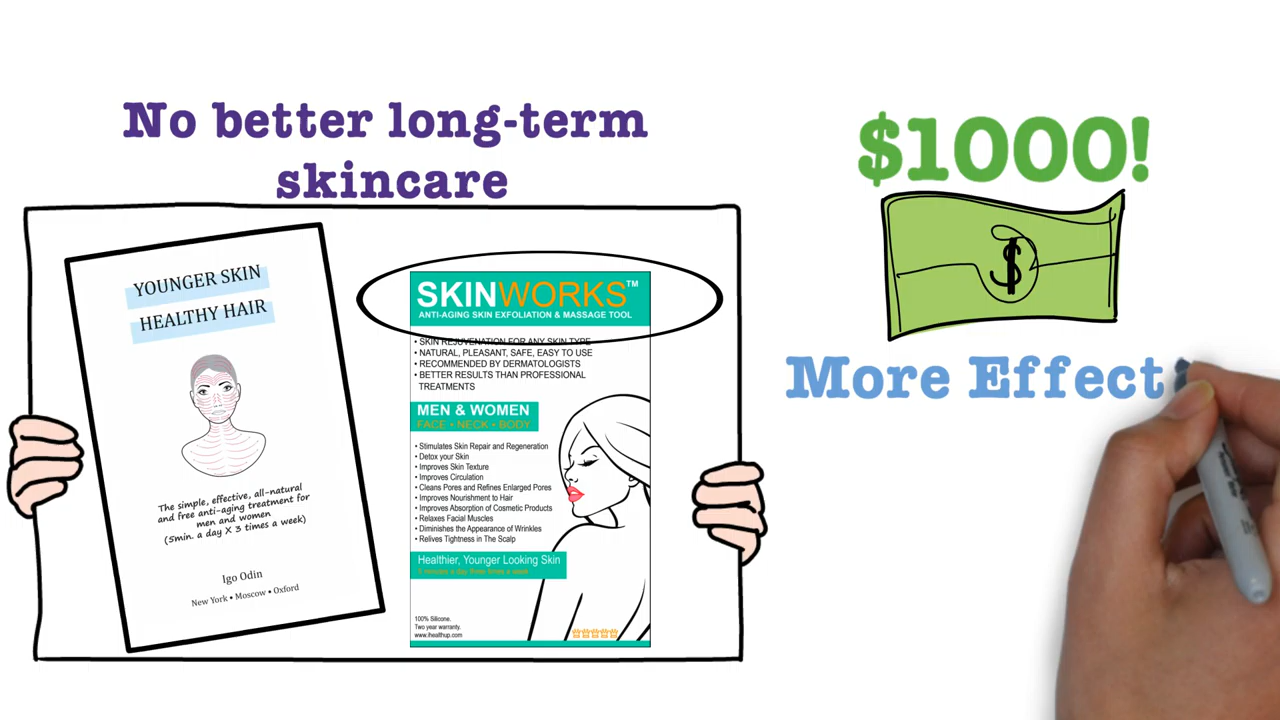 No better long-term
skincare
YOUNGER SKIN
HEALTHY HAIR
The simple, effective, all-natural
and free anti-aging treatment for
men and women
(5min. a day X 3 times a week)
Igo Odin
New York • Moscow • Oxford
SKINWORKS™
ANTI-AGING SKIN EXFOLIATION & MASSAGE TOOL
• SKIN REJUVENATION FOR ANY SKIN TYPE
• NATURAL, PLEASANT, SAFE, EASY TO USE
• RECOMMENDED BY DERMATOLOGISTS
• BETTER RESULTS THAN PROFESSIONAL
TREATMENTS
MEN & WOMEN
FACE • NECK • BODY
• Stimulates Skin Repair and Regeneration
• Detox your Skin
• Improves Skin Texture
• Improves Circulation
• Cleans Pores and Refines Enlarged Pores
• Improves Nourishment to Hair
• Improves Absorption of Cosmetic Products
• Relaxes Facial Muscles
• Diminishes the Appearance of Wrinkles
• Relives Tightness in The Scalp
Healthier, Younger Looking Skin
5 minutes a day three times a week
100% Silicone.
Two year warranty.
www.ihealthup.com
$1000!
$
More Effect